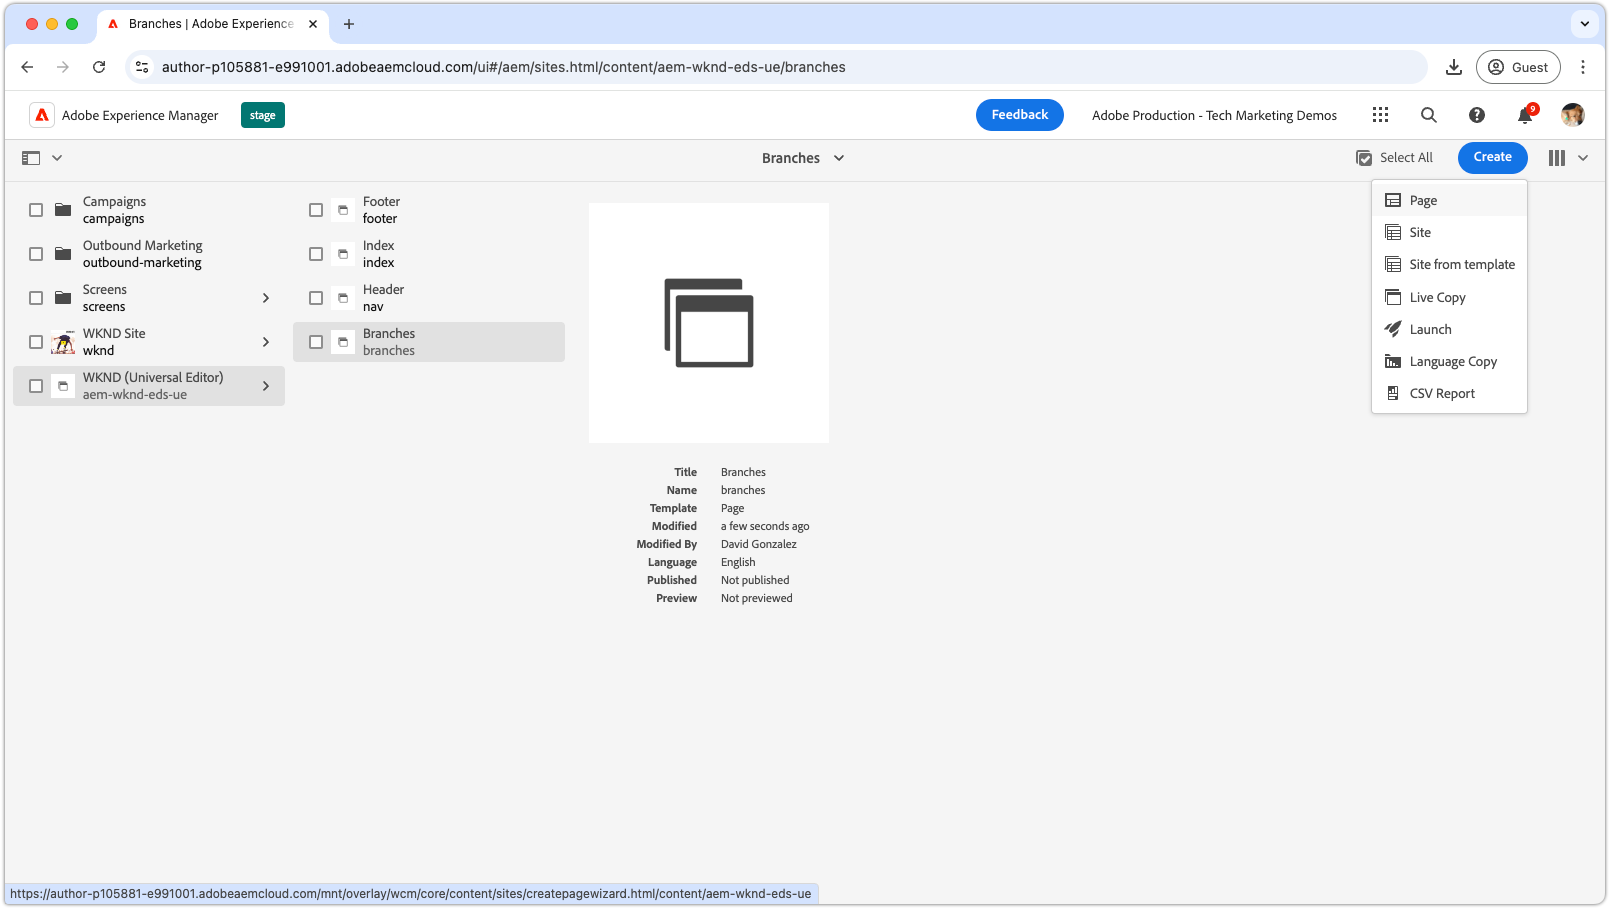 Branches | Adobe Experience
author-p105881-e991001.adobeaemcloud.com/ui#/aem/sites.html/content/aem-wknd-eds-ue/branches
Guest
Adobe Experience Manager
stage
Feedback
Adobe Production - Tech Marketing Demos
9
Branches
Select All
Create
Campaigns
campaigns
Outbound Marketing
outbound-marketing
Screens
screens
WKND Site
wknd
WKND (Universal Editor)
aem-wknd-eds-ue
Footer
footer
Index
index
Header
nav
Branches
branches
Title Branches
Name branches
Template Page
Modified a few seconds ago
Modified By David Gonzalez
Language English
Published Not published
Preview Not previewed
Page
Site
Site from template
Live Copy
Launch
Language Copy
CSV Report
https://author-p105881-e991001.adobeaemcloud.com/mnt/overlay/wcm/core/content/sites/createpagewizard.html/content/aem-wknd-eds-ue